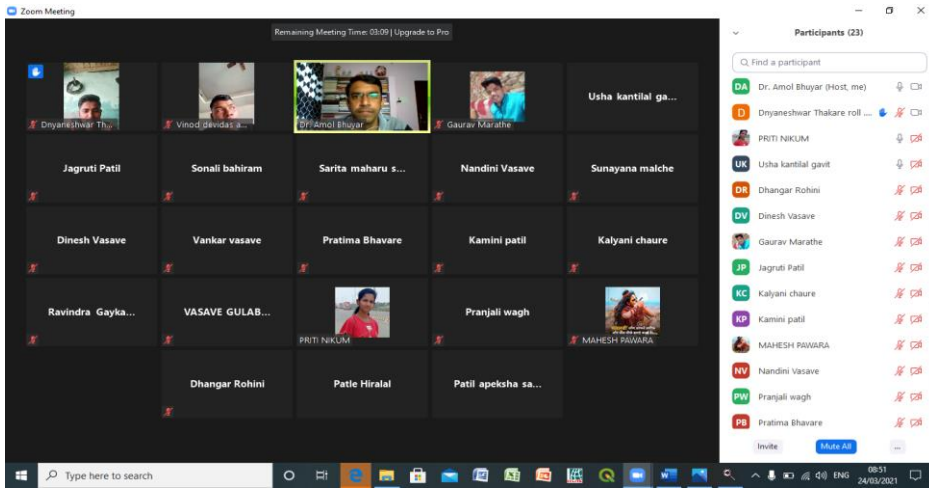 Zoom Meeting
Remaining Meeting Time: 03:09 | Upgrade to Pro
Dnyaneshwar Th...
Vinod devidas a...
Dr. Amol Bhuyar
Gaurav Marathe
Usha kantilal ga...
Jagruti Patil
Sonali bahiram
Sarita maharu s...
Nandini Vasave
Sunayana malche
Dinesh Vasave
Vankar vasave
Pratima Bhavare
Kamini patil
Kalyani chaure
Ravindra Gayka...
VASAVE GULAB...
PRITI NIKUM
Pranjali wagh
MAHESH PAWARA
Dhangar Rohini
Patle Hiralal
Patil apeksha sa...
Participants (23)
Find a participant
DA Dr. Amol Bhuyar (Host, me)
D Dnyaneshwar Thakare roll ....
PRITI NIKUM
UK Usha kantilal gavit
DR Dhangar Rohini
DV Dinesh Vasave
Gaurav Marathe
JP Jagruti Patil
KC Kalyani chaure
KP Kamini patil
MAHESH PAWARA
NV Nandini Vasave
PW Pranjali wagh
PB Pratima Bhavare
Invite
Mute All
...
Type here to search
ENG
08:51
24/03/2021